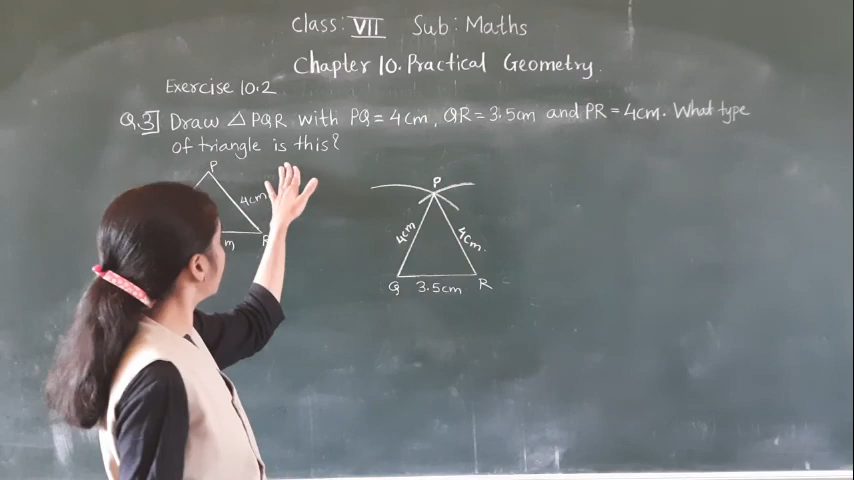 Class: VII Sub: Maths
Chapter 10. Practical Geometry.
Exercise 10.2
Q.3 Draw △ PQR with PQ = 4cm, QR = 3.5cm and PR = 4cm. What type
of triangle is this?
P
4cm
m
P
4cm
4cm.
Q 3.5cm R